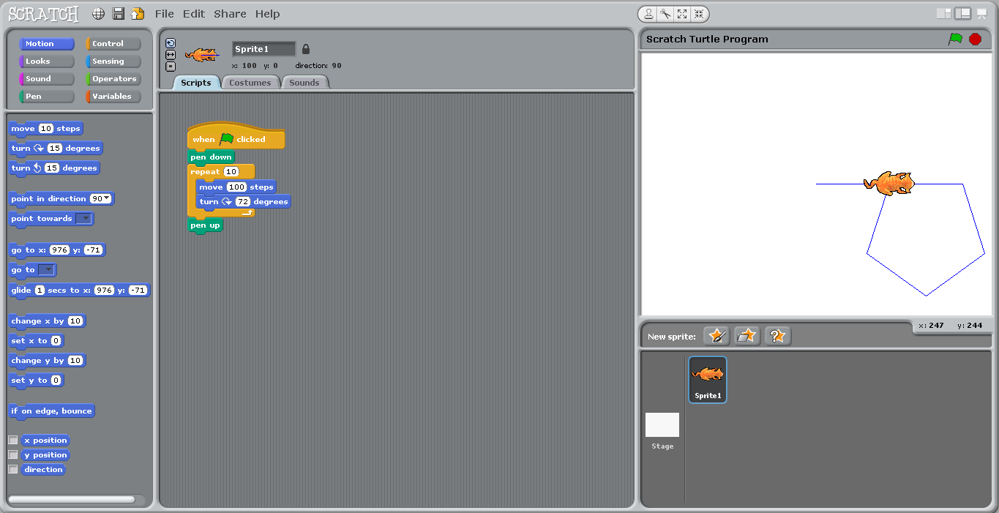 SCRATCH File Edit Share Help
Motion Control
Looks Sensing
Sound Operators
Pen Variables
move 10 steps
turn 15 degrees
turn 15 degrees
point in direction 90
point towards
go to x: 976 y: -71
go to
glide 1 secs to x: 976 y: -71
change x by 10
set x to 0
change y by 10
set y to 0
if on edge, bounce
x position
y position
direction
Sprite1
x: 100 y: 0 direction: 90
Scripts Costumes Sounds
when clicked
pen down
repeat 10
move 100 steps
turn 72 degrees
pen up
Scratch Turtle Program
x: 247 y: 244
New sprite:
Sprite1
Stage